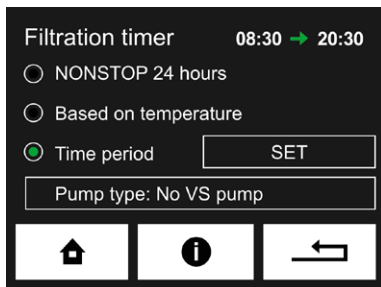 Filtration timer 08:30 → 20:30
NONSTOP 24 hours
Based on temperature
Time period SET
Pump type: No VS pump